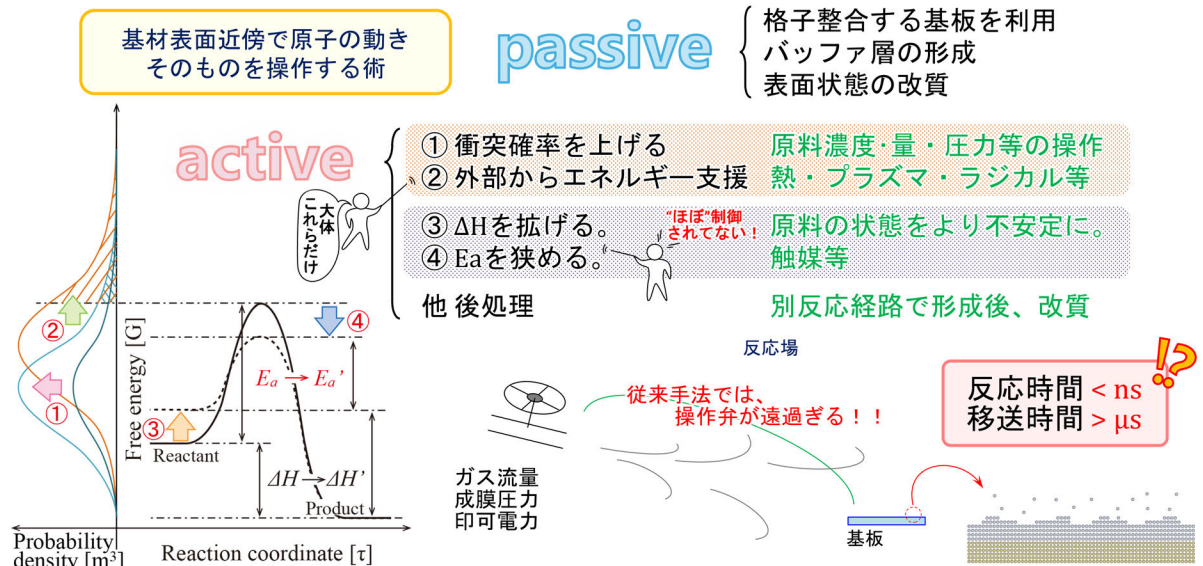 基材表面近傍で原子の動き
そのものを操作する術
passive
格子整合する基板を利用
バッファ層の形成
表面状態の改質
active
① 衝突確率を上げる
原料濃度・量・圧力等の操作
② 外部からエネルギー支援
熱・プラズマ・ラジカル等
大体
これらだけ
③ ΔHを拡げる。
原料の状態をより不安定に。
④ Eaを狭める。
触媒等
“ほぼ”制御
されてない！
他 後処理
別反応経路で形成後、改質
②
①
Free energy [G]
④
Ea → Ea’
③
Reactant
ΔH → ΔH’
Product
Probability
density [m³]
Reaction coordinate [τ]
反応場
従来手法では、
操作弁が遠過ぎる！！
ガス流量
成膜圧力
印可電力
基板
反応時間 < ns
移送時間 > μs
!?